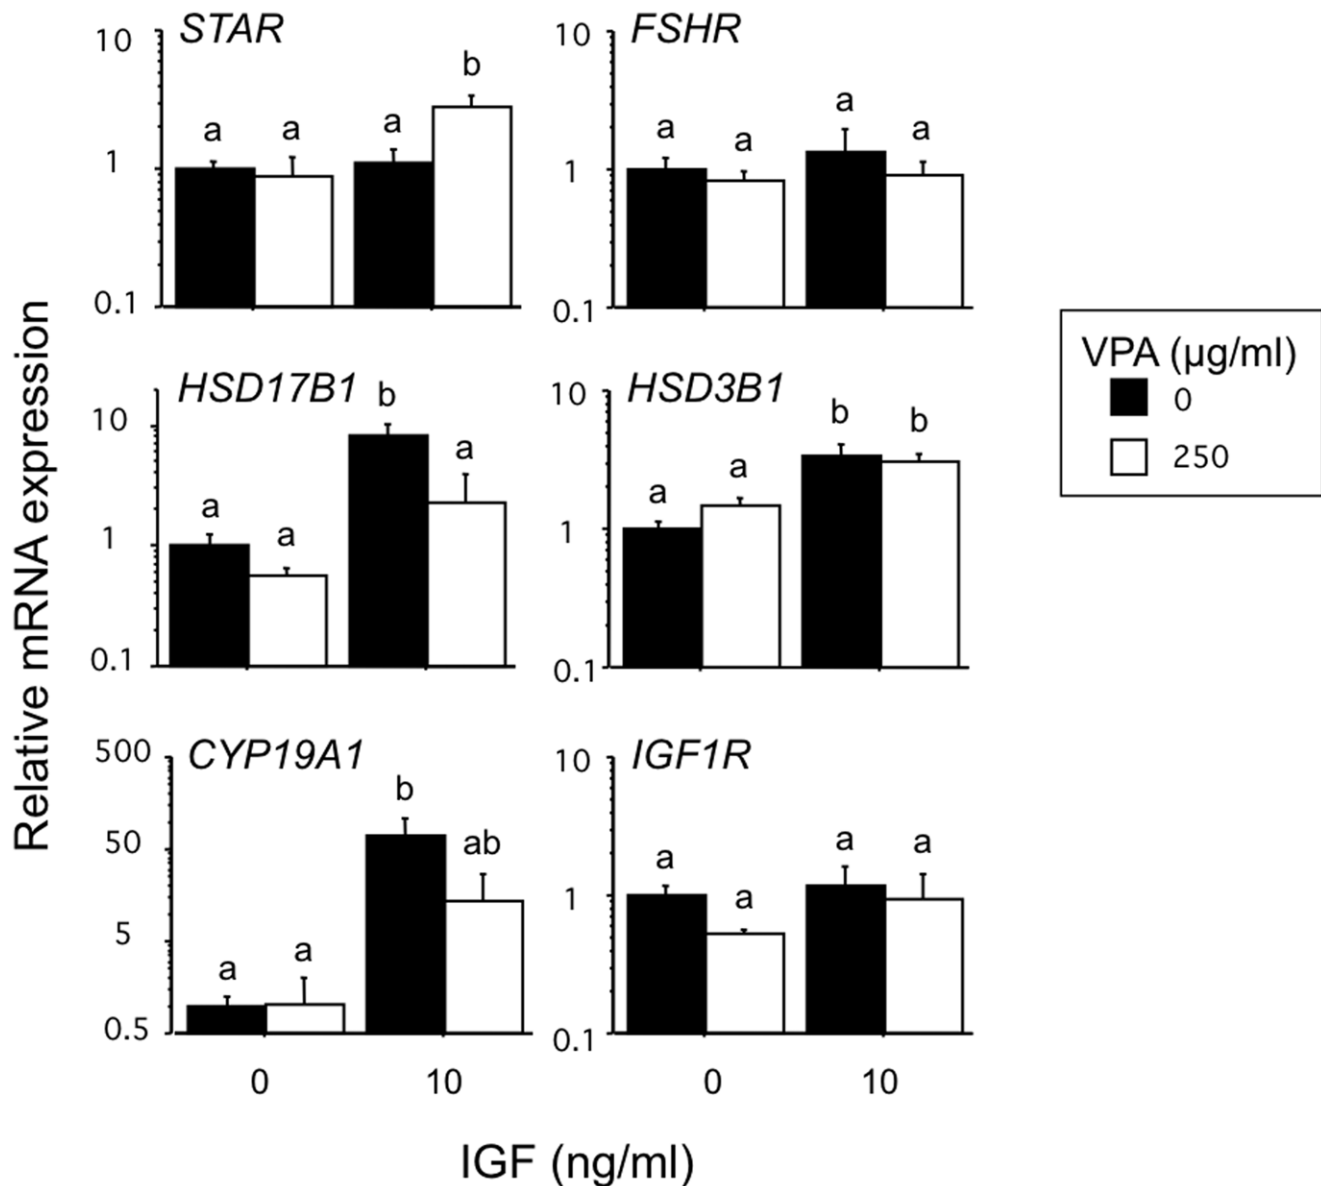 STAR
10
1
0.1
a
a
a
b
FSHR
10
1
0.1
a
a
a
a
HSD17B1
10
1
0.1
a
a
b
a
HSD3B1
10
1
0.1
a
a
b
b
CYP19A1
500
50
5
0.5
a
a
b
ab
0
10
IGF1R
10
1
0.1
a
a
a
a
0
10
Relative mRNA expression
IGF (ng/ml)
VPA (µg/ml)
0
250